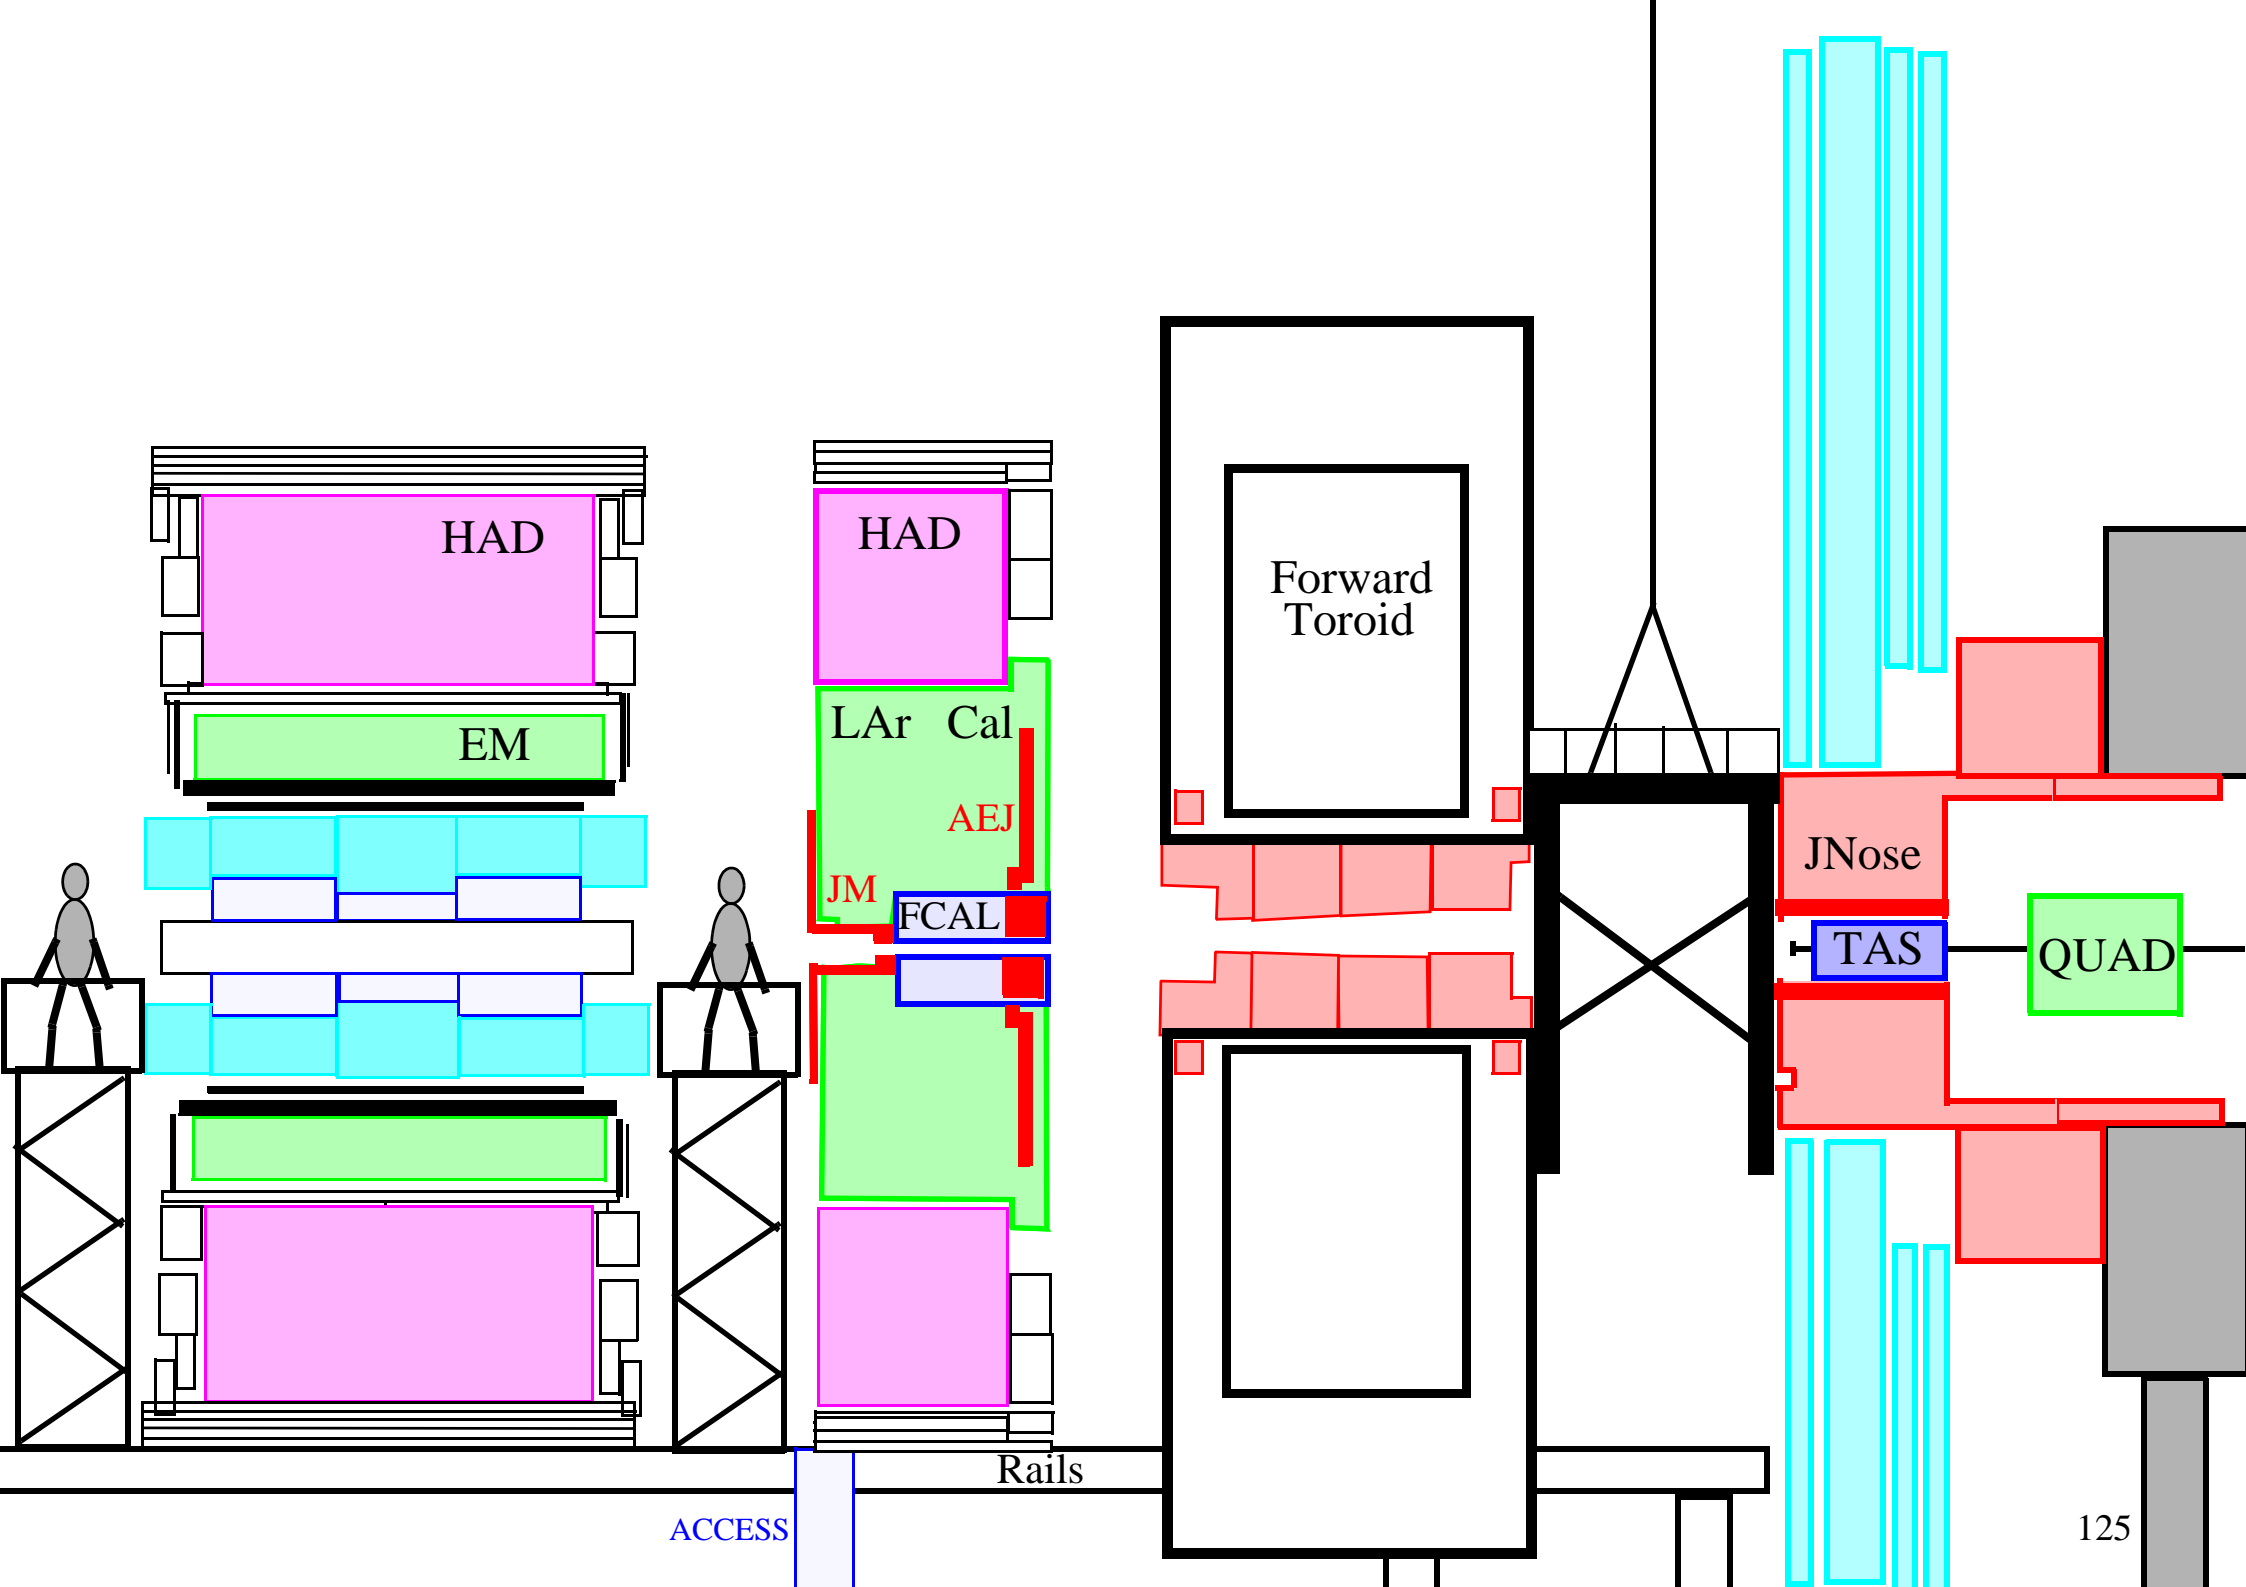 HAD
HAD
Forward
Toroid
LAr Cal
EM
AEJ
JNose
JM
FCAL
TAS
QUAD
Rails
ACCESS
125